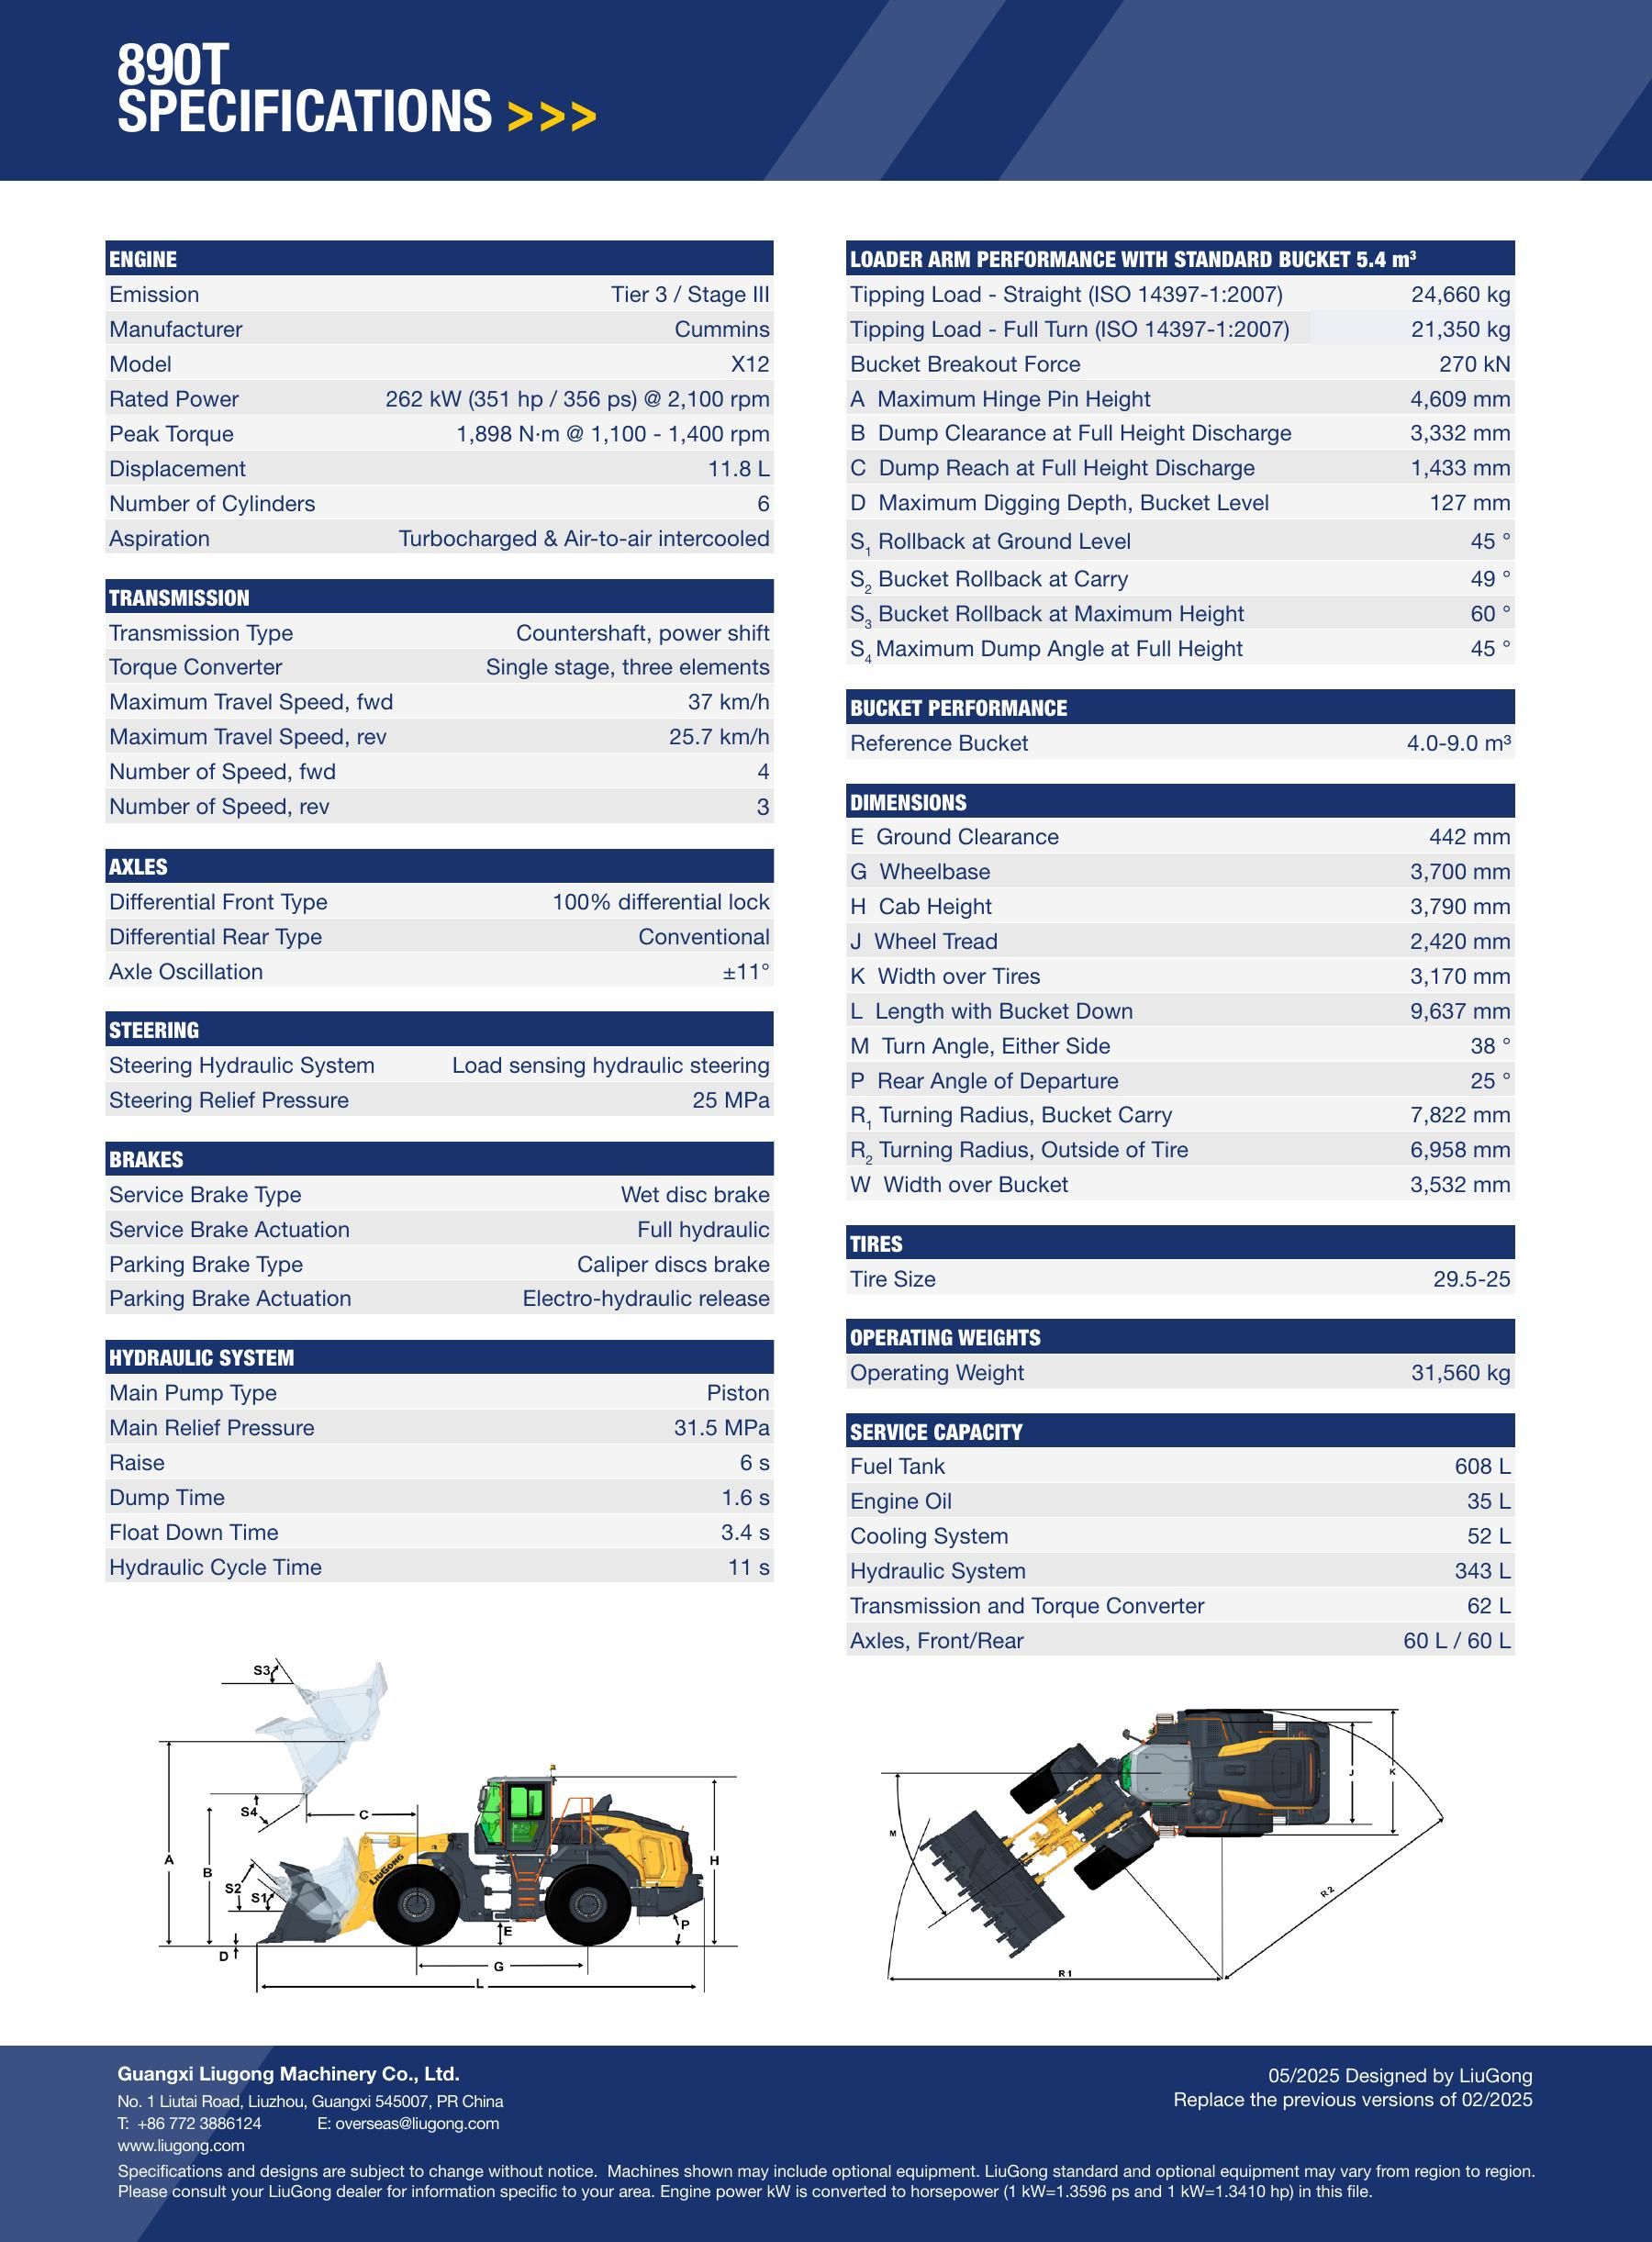 890T
SPECIFICATIONS >>>
ENGINE
Emission Tier 3 / Stage III
Manufacturer Cummins
Model X12
Rated Power 262 kW (351 hp / 356 ps) @ 2,100 rpm
Peak Torque 1,898 N·m @ 1,100 - 1,400 rpm
Displacement 11.8 L
Number of Cylinders 6
Aspiration Turbocharged & Air-to-air intercooled
TRANSMISSION
Transmission Type Countershaft, power shift
Torque Converter Single stage, three elements
Maximum Travel Speed, fwd 37 km/h
Maximum Travel Speed, rev 25.7 km/h
Number of Speed, fwd 4
Number of Speed, rev 3
AXLES
Differential Front Type 100% differential lock
Differential Rear Type Conventional
Axle Oscillation ±11°
STEERING
Steering Hydraulic System Load sensing hydraulic steering
Steering Relief Pressure 25 MPa
BRAKES
Service Brake Type Wet disc brake
Service Brake Actuation Full hydraulic
Parking Brake Type Caliper discs brake
Parking Brake Actuation Electro-hydraulic release
HYDRAULIC SYSTEM
Main Pump Type Piston
Main Relief Pressure 31.5 MPa
Raise 6 s
Dump Time 1.6 s
Float Down Time 3.4 s
Hydraulic Cycle Time 11 s
LOADER ARM PERFORMANCE WITH STANDARD BUCKET 5.4 m³
Tipping Load - Straight (ISO 14397-1:2007) 24,660 kg
Tipping Load - Full Turn (ISO 14397-1:2007) 21,350 kg
Bucket Breakout Force 270 kN
A Maximum Hinge Pin Height 4,609 mm
B Dump Clearance at Full Height Discharge 3,332 mm
C Dump Reach at Full Height Discharge 1,433 mm
D Maximum Digging Depth, Bucket Level 127 mm
S₁ Rollback at Ground Level 45 °
S₂ Bucket Rollback at Carry 49 °
S₃ Bucket Rollback at Maximum Height 60 °
S₄ Maximum Dump Angle at Full Height 45 °
BUCKET PERFORMANCE
Reference Bucket 4.0-9.0 m³
DIMENSIONS
E Ground Clearance 442 mm
G Wheelbase 3,700 mm
H Cab Height 3,790 mm
J Wheel Tread 2,420 mm
K Width over Tires 3,170 mm
L Length with Bucket Down 9,637 mm
M Turn Angle, Either Side 38 °
P Rear Angle of Departure 25 °
R₁ Turning Radius, Bucket Carry 7,822 mm
R₂ Turning Radius, Outside of Tire 6,958 mm
W Width over Bucket 3,532 mm
TIRES
Tire Size 29.5-25
OPERATING WEIGHTS
Operating Weight 31,560 kg
SERVICE CAPACITY
Fuel Tank 608 L
Engine Oil 35 L
Cooling System 52 L
Hydraulic System 343 L
Transmission and Torque Converter 62 L
Axles, Front/Rear 60 L / 60 L
S3
S4
C
A
B
H
S2
S1
LIUGONG
890T
E
P
D
G
L
J
K
M
R2
R1
Guangxi Liugong Machinery Co., Ltd.
No. 1 Liutai Road, Liuzhou, Guangxi 545007, PR China
T: +86 772 3886124 E: overseas@liugong.com
www.liugong.com
05/2025 Designed by LiuGong
Replace the previous versions of 02/2025
Specifications and designs are subject to change without notice. Machines shown may include optional equipment. LiuGong standard and optional equipment may vary from region to region.
Please consult your LiuGong dealer for information specific to your area. Engine power kW is converted to horsepower (1 kW=1.3596 ps and 1 kW=1.3410 hp) in this file.